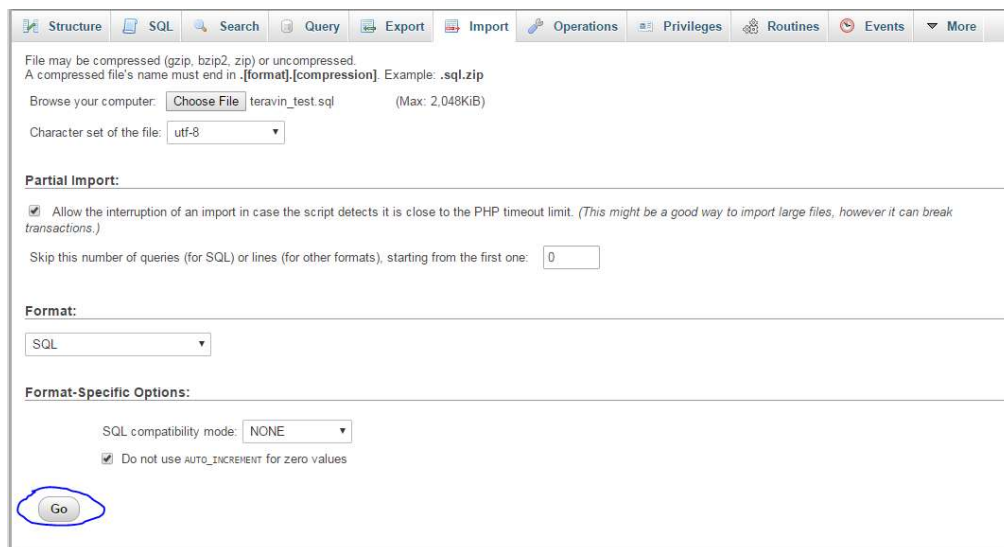 Structure SQL Search Query Export Import Operations Privileges Routines Events More
File may be compressed (gzip, bzip2, zip) or uncompressed.
A compressed file's name must end in .[format].[compression]. Example: .sql.zip
Browse your computer: Choose File teravin_test.sql (Max: 2,048KiB)
Character set of the file: utf-8
Partial Import:
Allow the interruption of an import in case the script detects it is close to the PHP timeout limit. (This might be a good way to import large files, however it can break
transactions.)
Skip this number of queries (for SQL) or lines (for other formats), starting from the first one: 0
Format:
SQL
Format-Specific Options:
SQL compatibility mode: NONE
Do not use AUTO_INCREMENT for zero values
Go